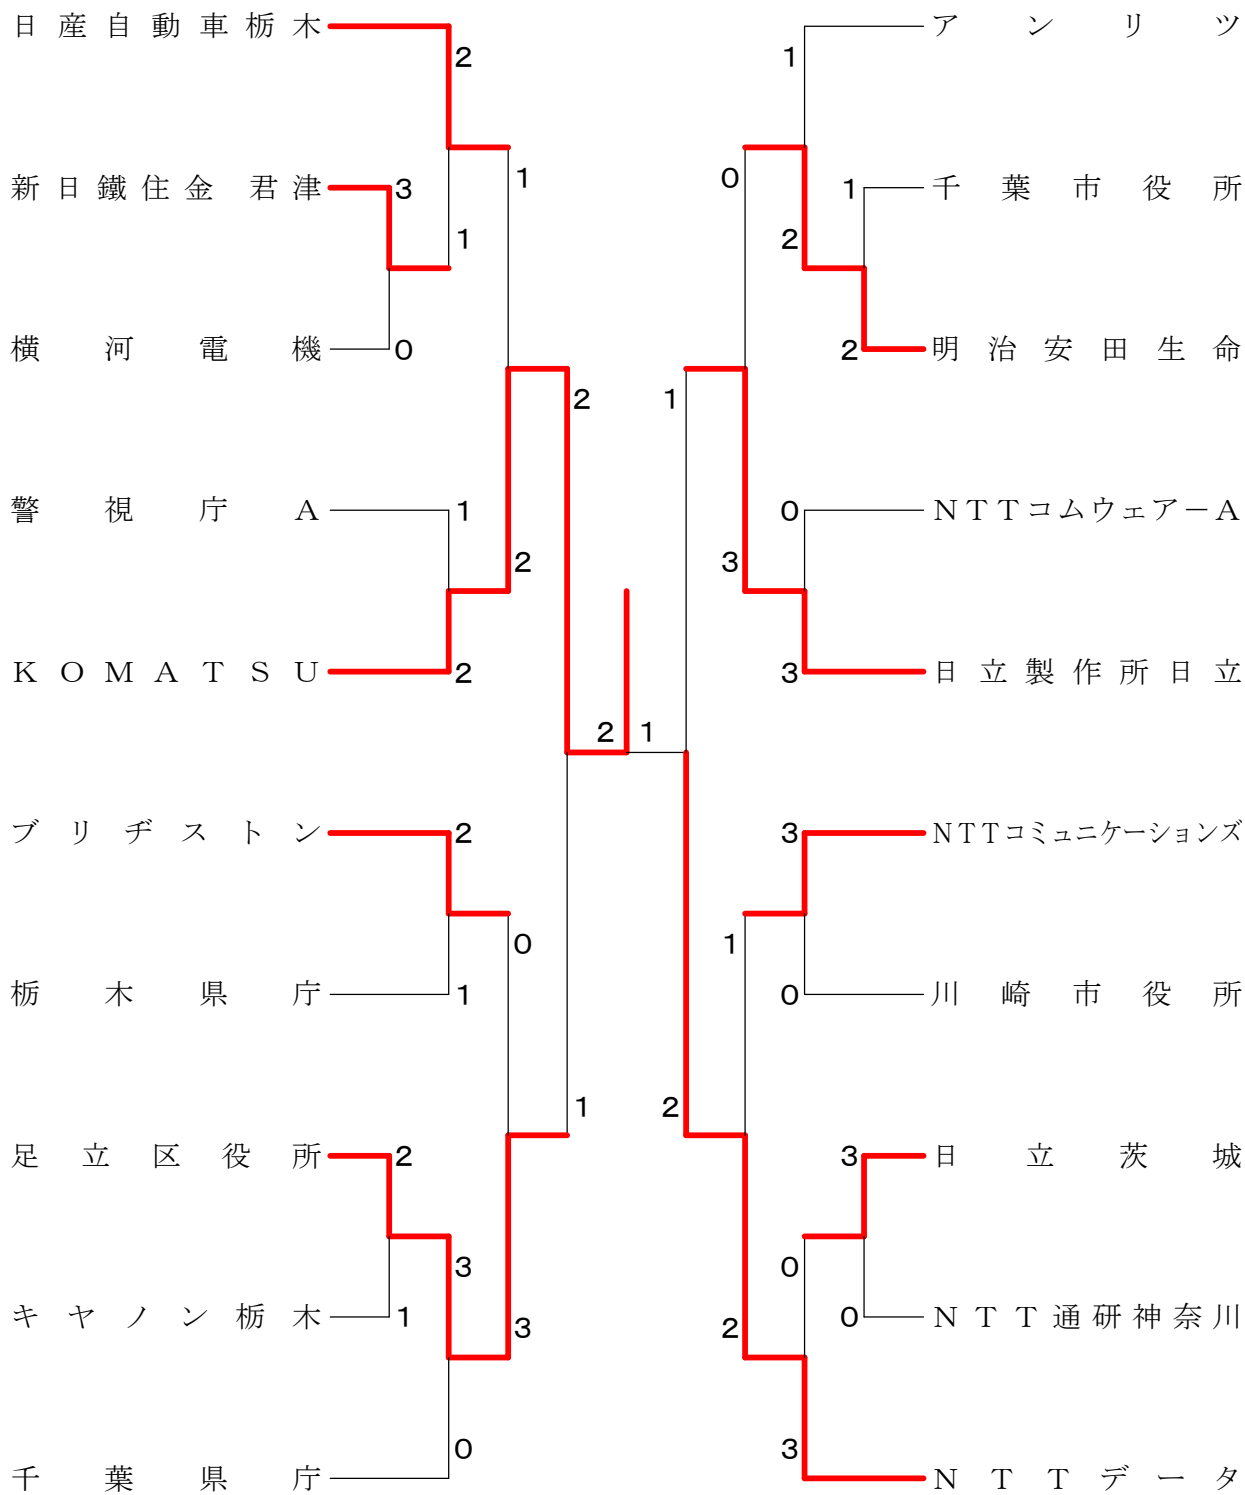 日産自動車栃木
2
1
アンリツ
新日鐵住金 君津
3
1
0
1
千葉市役所
1
2
横河電機
0
2
明治安田生命
2
1
警視庁A
1
0
NTTコムウェアーA
2
3
KOMATSU
2
3
日立製作所日立
2
1
ブリヂストン
2
3
NTTコミュニケーションズ
0
1
栃木県庁
1
0
川崎市役所
1
2
足立区役所
2
3
日立茨城
3
0
キヤノン栃木
1
3
2
0
NTT通研神奈川
0
3
千葉県庁
NTTデータ